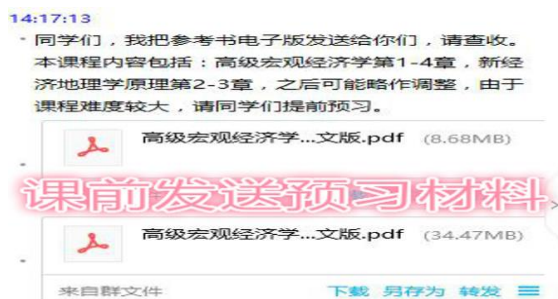 14:17:13
同学们，我把参考书电子版发送给你们，请查收。
本课程内容包括：高级宏观经济学第1-4章，新经
济地理学原理第2-3章，之后可能略作调整，由于
课程难度较大，请同学们提前预习。
高级宏观经济学...文版.pdf (8.68MB)
课前发送预习材料
高级宏观经济学...文版.pdf (34.47MB)
来自群文件 下载 另存为 转发